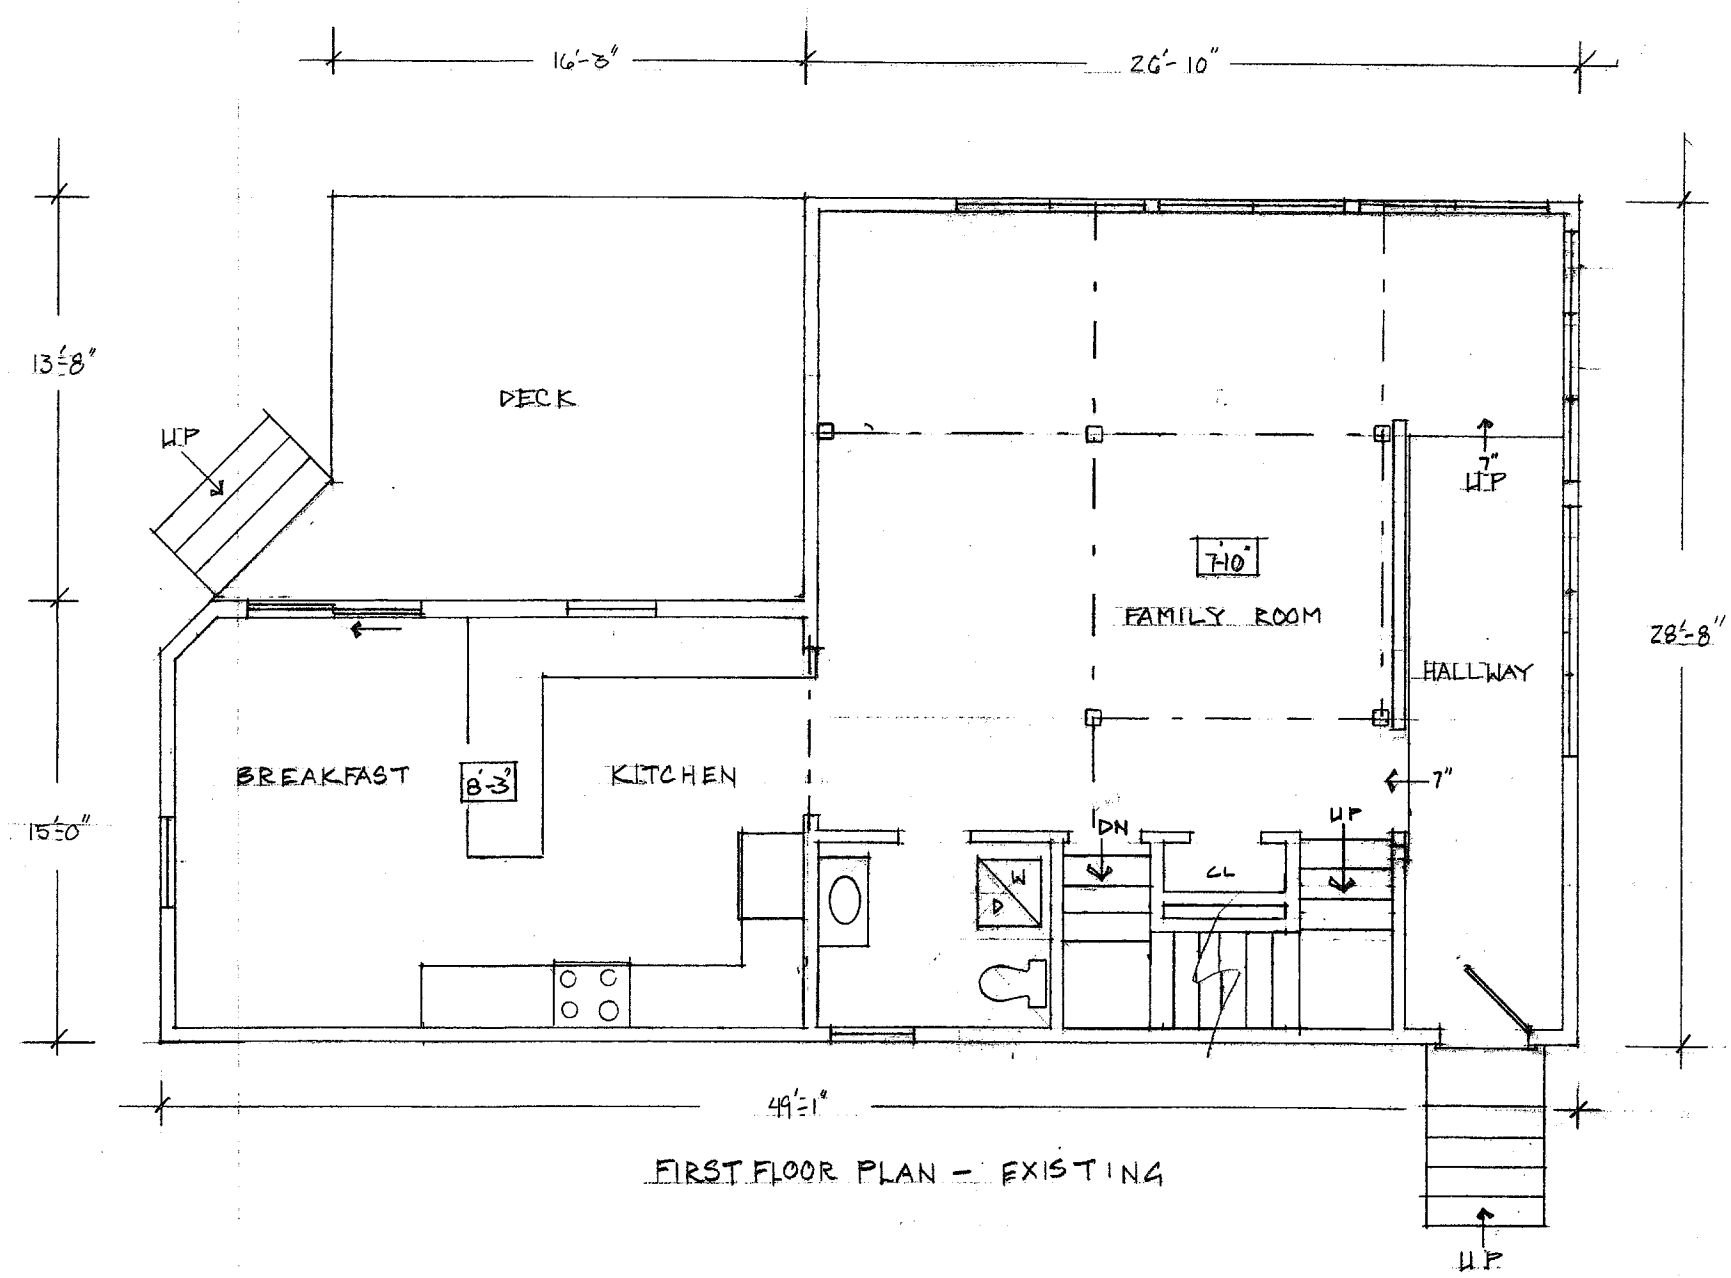 16'-3"
26'-10"
13'-8"
DECK
UP
7"
UP
7'-10"
FAMILY ROOM
28'-8"
HALLWAY
BREAKFAST
8'-3"
KITCHEN
7"
15'-0"
DN
UP
CL
W
D
49'-1"
FIRST FLOOR PLAN - EXISTING
UP